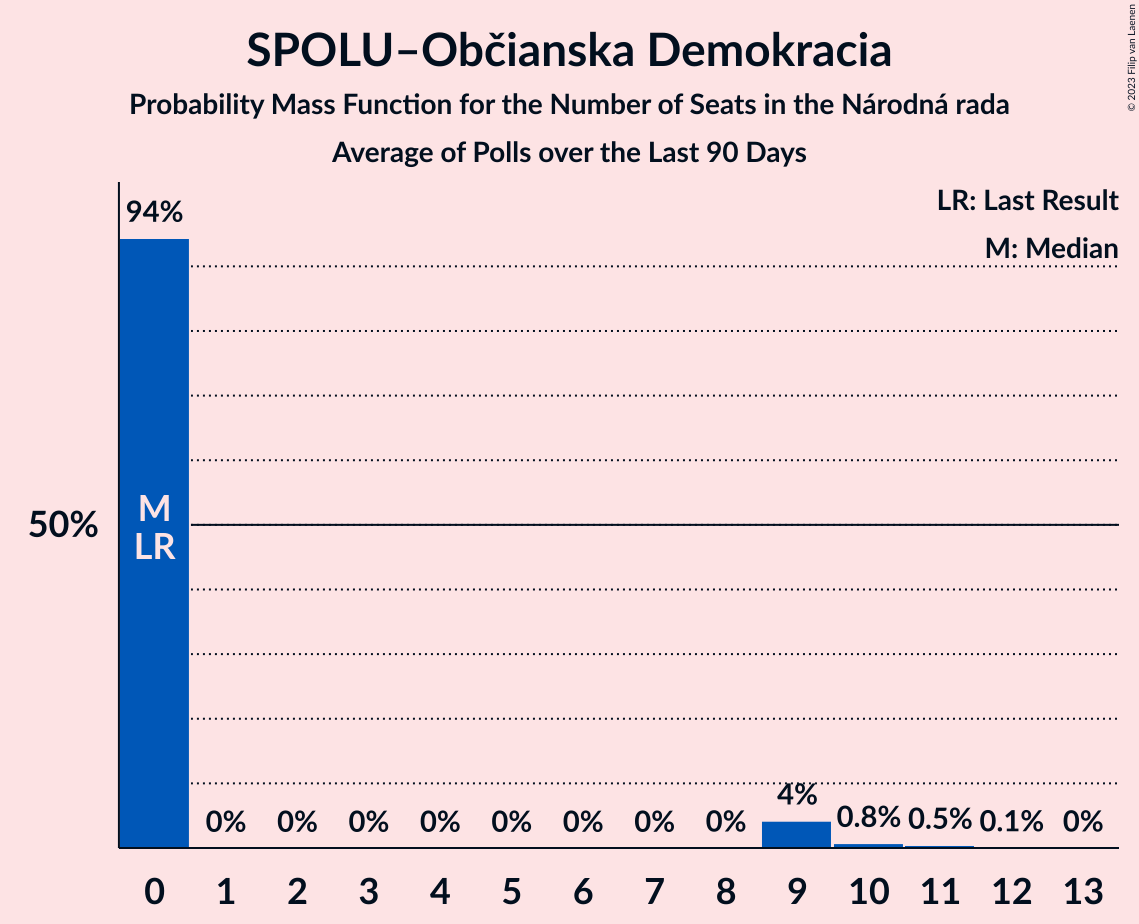 SPOLU–Občianska Demokracia
Probability Mass Function for the Number of Seats in the Národná rada
Average of Polls over the Last 90 Days
© 2023 Filip van Laenen
LR: Last Result
M: Median
94%
50%
M
LR
0% 0% 0% 0% 0% 0% 0% 0% 4% 0.8% 0.5% 0.1% 0%
0 1 2 3 4 5 6 7 8 9 10 11 12 13